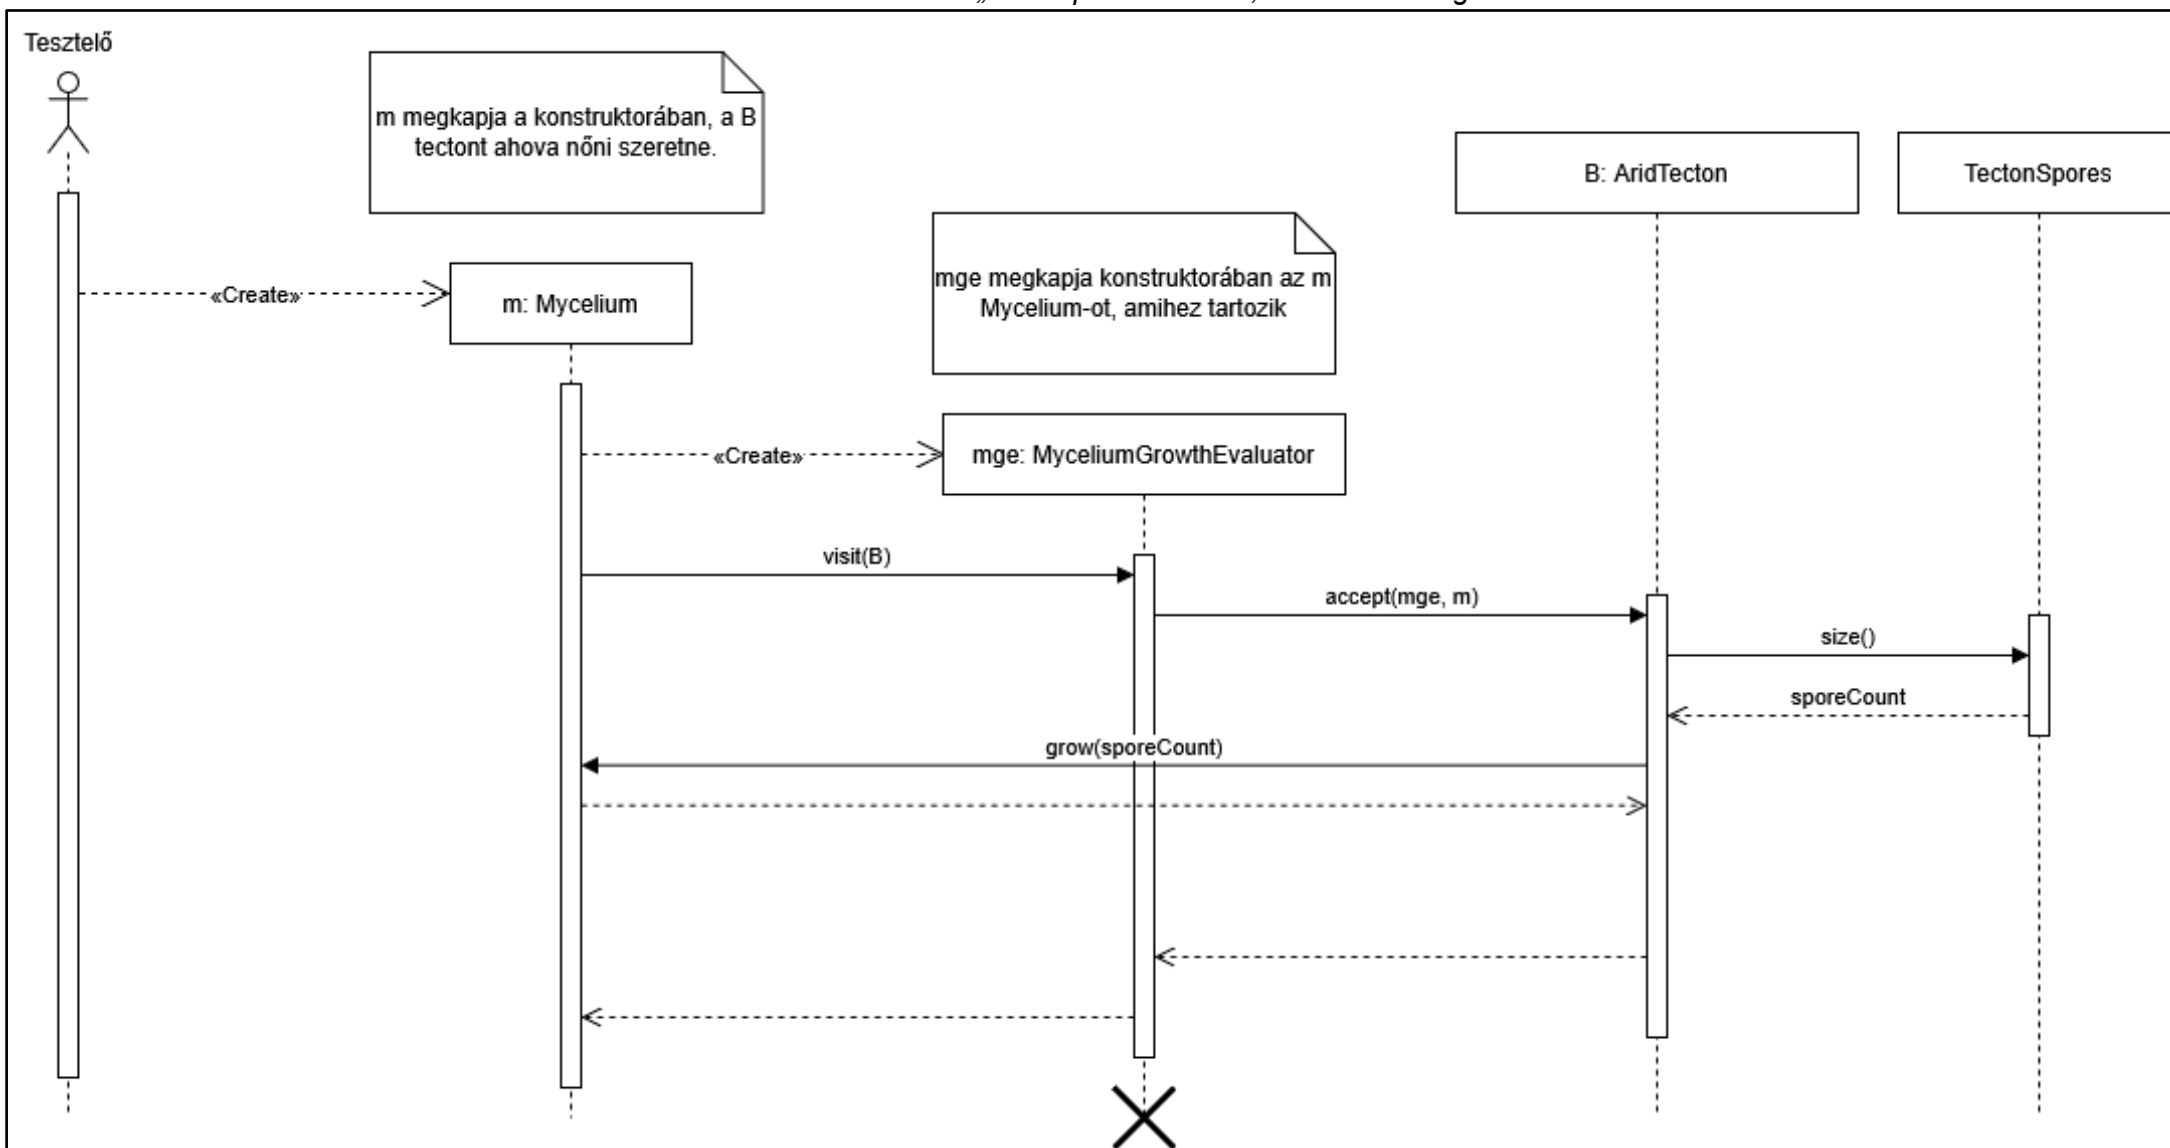 Tesztelő
m megkapja a konstruktorában, a B
tectont ahova nőni szeretne.
B: AridTecton
TectonSpores
mge megkapja konstruktorában az m
Mycelium-ot, amihez tartozik
«Create»
m: Mycelium
«Create»
mge: MyceliumGrowthEvaluator
visit(B)
accept(mge, m)
size()
sporeCount
grow(sporeCount)